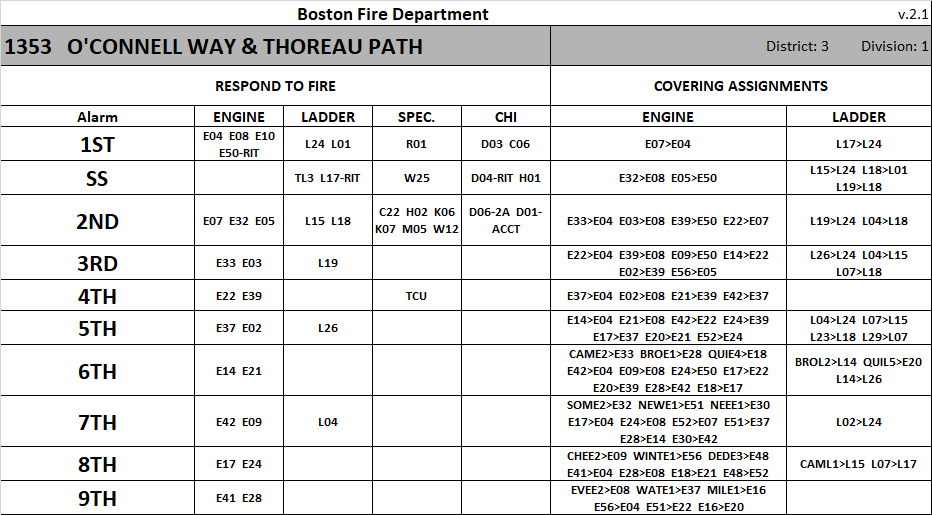 Boston Fire Department v.2.1
1353 O'CONNELL WAY & THOREAU PATH District: 3 Division: 1
RESPOND TO FIRE COVERING ASSIGNMENTS
Alarm ENGINE LADDER SPEC. CHI ENGINE LADDER
1ST E04 E08 E10 L24 L01 R01 D03 C06 E07>E04 L17>L24
E50-RIT
SS TL3 L17-RIT W25 D04-RIT H01 E32>E08 E05>E50 L15>L24 L18>L01
L19>L18
2ND E07 E32 E05 L15 L18 C22 H02 K06 D06-2A D01- E33>E04 E03>E08 E39>E50 E22>E07 L19>L24 L04>L18
K07 M05 W12 ACCT
3RD E33 E03 L19 E22>E04 E39>E08 E09>E50 E14>E22 L26>L24 L04>L15
E02>E39 E56>E05 L07>L18
4TH E22 E39 TCU E37>E04 E02>E08 E21>E39 E42>E37
5TH E37 E02 L26 E14>E04 E21>E08 E42>E22 E24>E39 L04>L24 L07>L15
E17>E37 E20>E21 E52>E24 L23>L18 L29>L07
6TH E14 E21 CAME2>E33 BROE1>E28 QUIE4>E18 BROL2>L14 QUIL5>E20
E42>E04 E09>E08 E24>E50 E17>E22 L14>L26
E20>E39 E28>E42 E18>E17
7TH E42 E09 L04 SOME2>E32 NEWE1>E51 NEEE1>E30 L02>L24
E17>E04 E24>E08 E52>E07 E51>E37
E28>E14 E30>E42
8TH E17 E24 CHEE2>E09 WINTE1>E56 DEDE3>E48 CAML1>L15 L07>L17
E41>E04 E28>E08 E18>E21 E48>E52
9TH E41 E28 EVEE2>E08 WATE1>E37 MILE1>E16
E56>E04 E51>E22 E16>E20